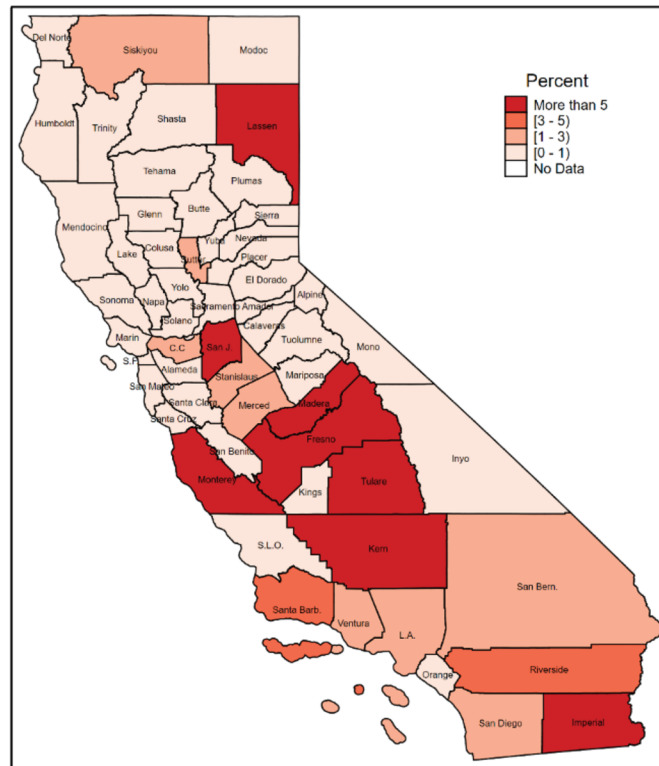 Del Norte
Siskiyou
Modoc
Percent
More than 5
[3 - 5)
[1 - 3)
[0 - 1)
No Data
Humboldt
Trinity
Shasta
Lassen
Tehama
Plumas
Mendocino
Glenn
Butte
Sierra
Lake
Colusa
Sutter
Yuba
Nevada
Placer
Sonoma
Napa
Yolo
El Dorado
Sacramento
Amador
Alpine
Solano
Marin
Calaveras
C.C
San J.
Tuolumne
Mono
S.F.
Alameda
Stanislaus
Mariposa
San Mateo
Santa Clara
Merced
Madera
Santa Cruz
San Benito
Fresno
Inyo
Monterey
Kings
Tulare
S.L.O.
Kern
San Bern.
Santa Barb.
Ventura
L.A.
Orange
Riverside
San Diego
Imperial